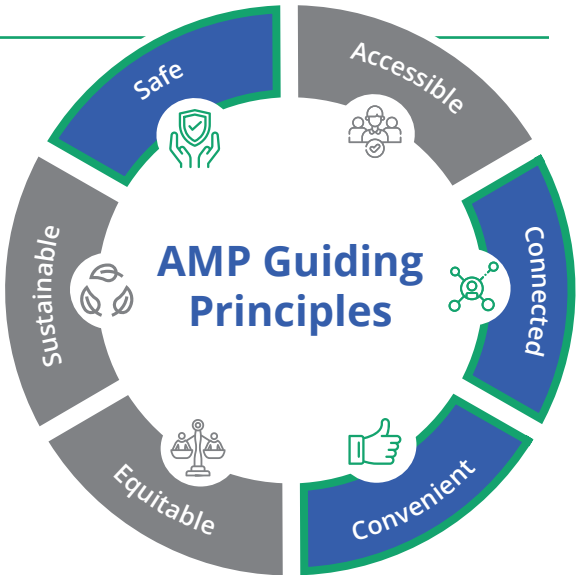 Safe
Accessible
Connected
Convenient
Equitable
Sustainable
AMP Guiding
Principles